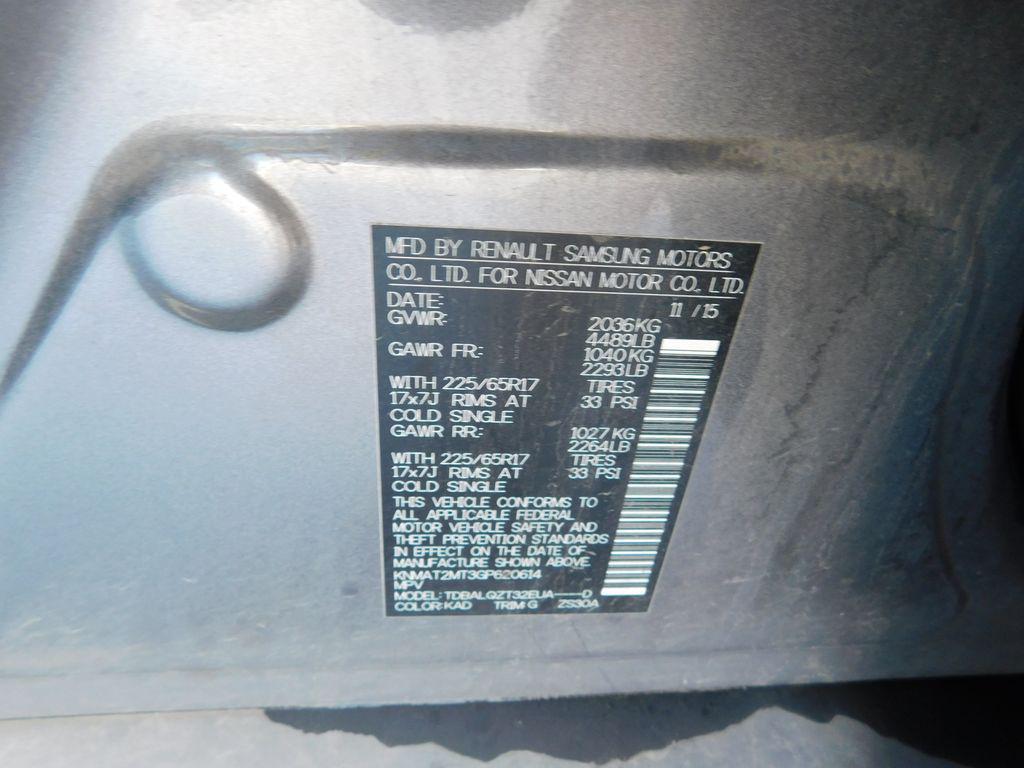 MFD BY RENAULT SAMSUNG MOTORS
CO., LTD. FOR NISSAN MOTOR CO., LTD.
DATE: 11 / 15
GVWR: 2036KG
4489LB
GAWR FR: 1040KG
2293LB
WITH 225/65R17 TIRES
17x7J RIMS AT 33 PSI
COLD SINGLE
GAWR RR: 1027KG
2264LB
WITH 225/65R17 TIRES
17x7J RIMS AT 33 PSI
COLD SINGLE
THIS VEHICLE CONFORMS TO
ALL APPLICABLE FEDERAL
MOTOR VEHICLE SAFETY AND
THEFT PREVENTION STANDARDS
IN EFFECT ON THE DATE OF
MANUFACTURE SHOWN ABOVE.
KNMAT2MT3GP620614
MPV
MODEL: TDBALQZT32EUA----D
COLOR:KAD TRIM:G ZS30A